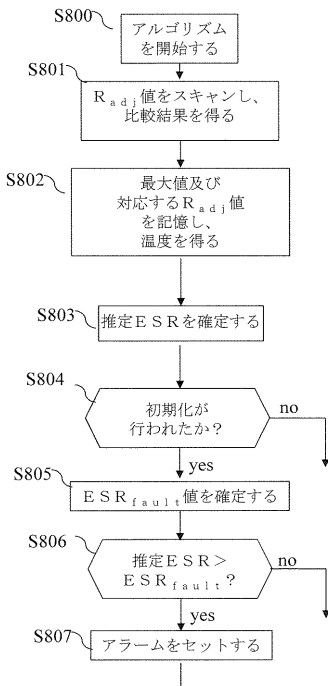 S800
アルゴリズム
を開始する
S801
Radj値をスキャンし、
比較結果を得る
S802
最大値及び
対応するRadj値
を記憶し、
温度を得る
S803
推定ESRを確定する
S804
初期化が
行われたか?
no
yes
S805
ESRfault値を確定する
S806
推定ESR>
ESRfault?
no
yes
S807
アラームをセットする